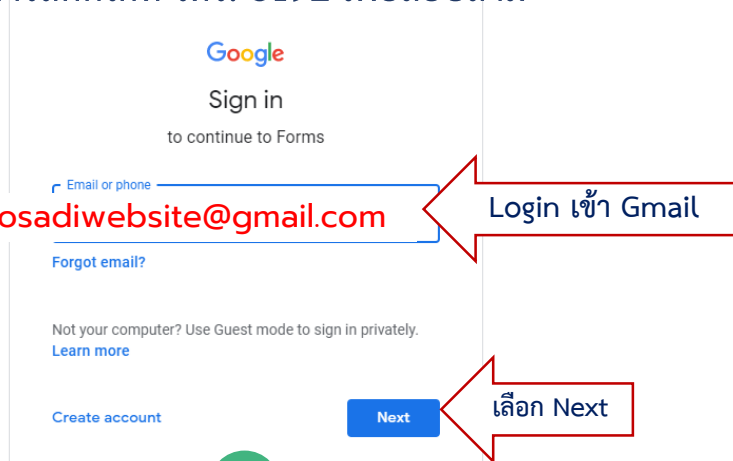 Google
Sign in
to continue to Forms
Email or phone
osadiwebsite@gmail.com
Login เข้า Gmail
Forgot email?
Not your computer? Use Guest mode to sign in privately.
Learn more
Create account
Next
เลือก Next